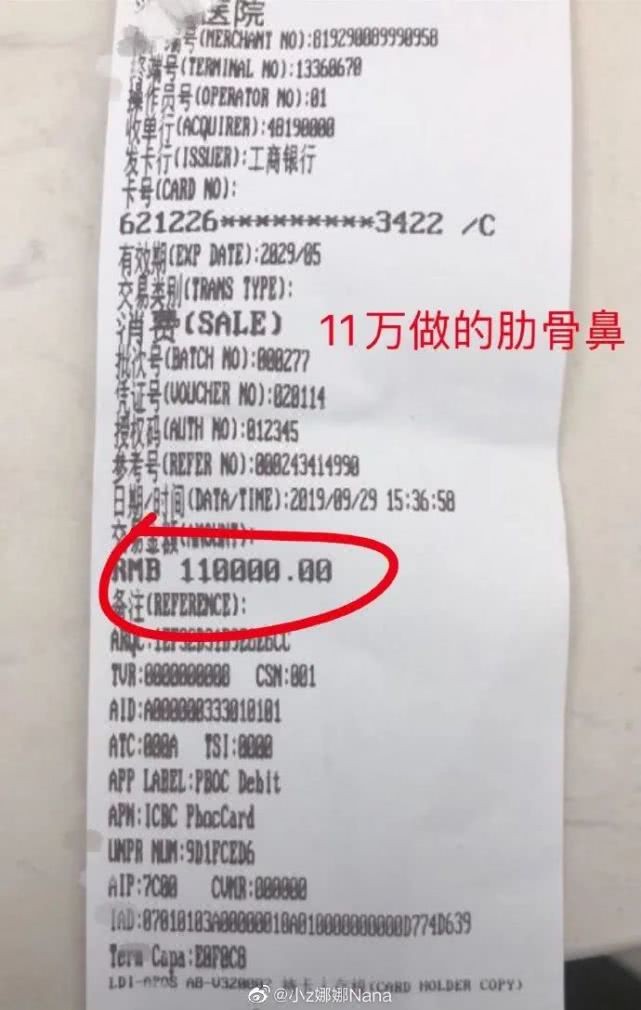 医院
号(MERCHANT NO):819290089990958
终端号(TERMINAL NO):13360670
操作员号(OPERATOR NO):01
收单行(ACQUIRER):48190000
发卡行(ISSUER):工商银行
卡号(CARD NO):
621226*********3422 /C
有效期(EXP DATE):2029/05
交易类别(TRANS TYPE):
消费(SALE)
11万做的肋骨鼻
批次号(BATCH NO):000277
凭证号(VOUCHER NO):020114
授权码(AUTH NO):012345
参考号(REFER NO):000243414990
日期/时间(DATA/TIME):2019/09/29 15:36:58
交易金额(AMOUNT):
RMB 110000.00
备注(REFERENCE):
TVR:0000000000 CSN:001
AID:A000000333010101
ATC:000A TSI:0000
APP LABEL:PBOC Debit
APN:ICBC PbocCard
UNPR NUM:9D1FCED6
AIP:7C00 CVMR:000000
IAD:07010103A00000010A010000000000D774D639
Term Capa:E0F0C8
(CARD HOLDER COPY)
@小z娜娜Nana